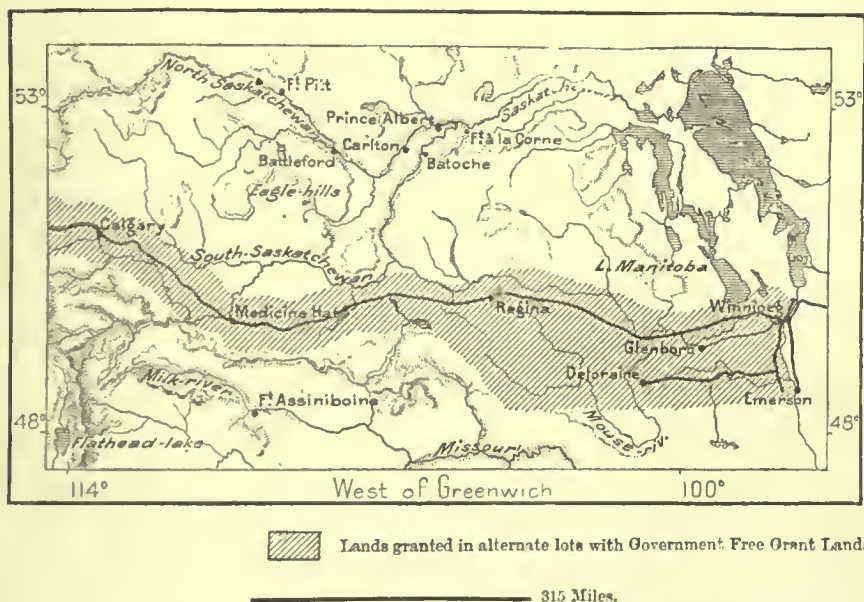 North Saskatchewan
Ft Pitt
53°
53°
Prince Albert
Saskatchewan
Battleford
Carlton
Batoche
Ft à la Corne
Eagle-hills
Calgary
South-Saskatchewan
L. Manitoba
Medicine Hat
Regina
Winnipeg
Glenboro
Deloraine
Emerson
Milk-river
Ft Assiniboine
48°
48°
Flathead-lake
Missouri
Mouse-riv.
114°
West of Greenwich
100°
Lands granted in alternate lots with Government Free Grant Land
315 Miles.